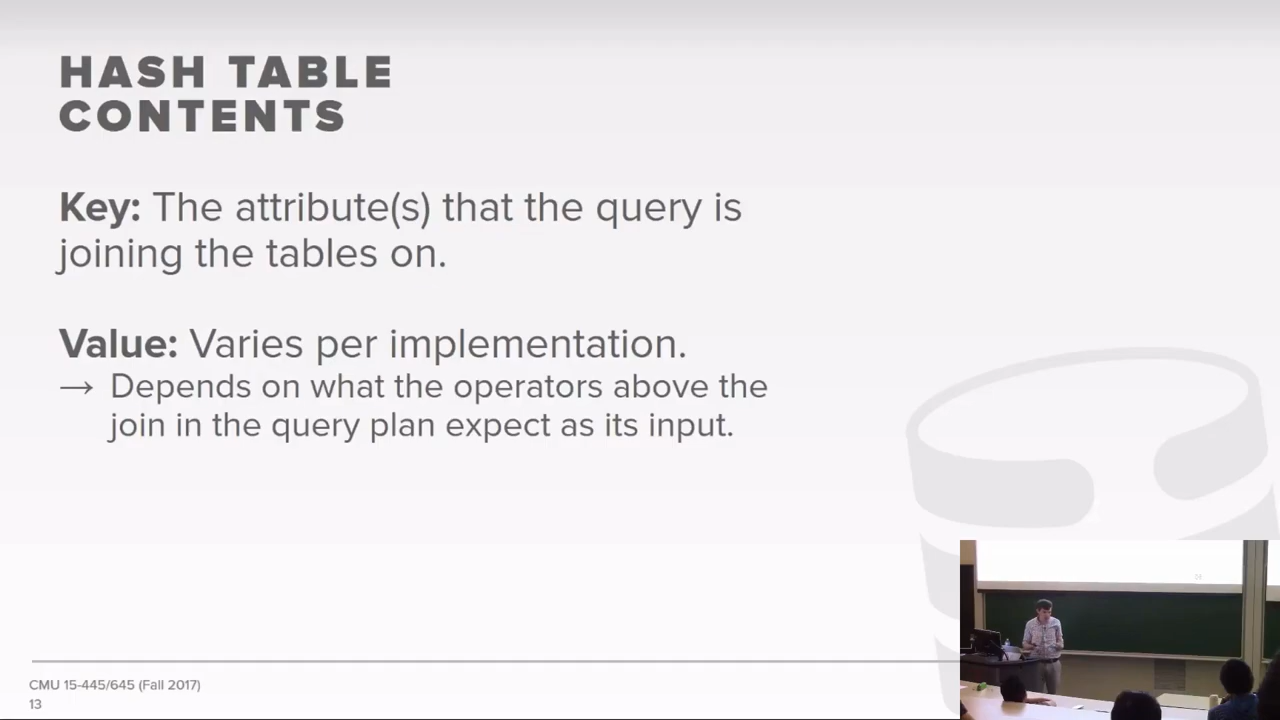 HASH TABLE
CONTENTS
Key: The attribute(s) that the query is
joining the tables on.
Value: Varies per implementation.
→ Depends on what the operators above the
join in the query plan expect as its input.
CMU 15-445/645 (Fall 2017)
13